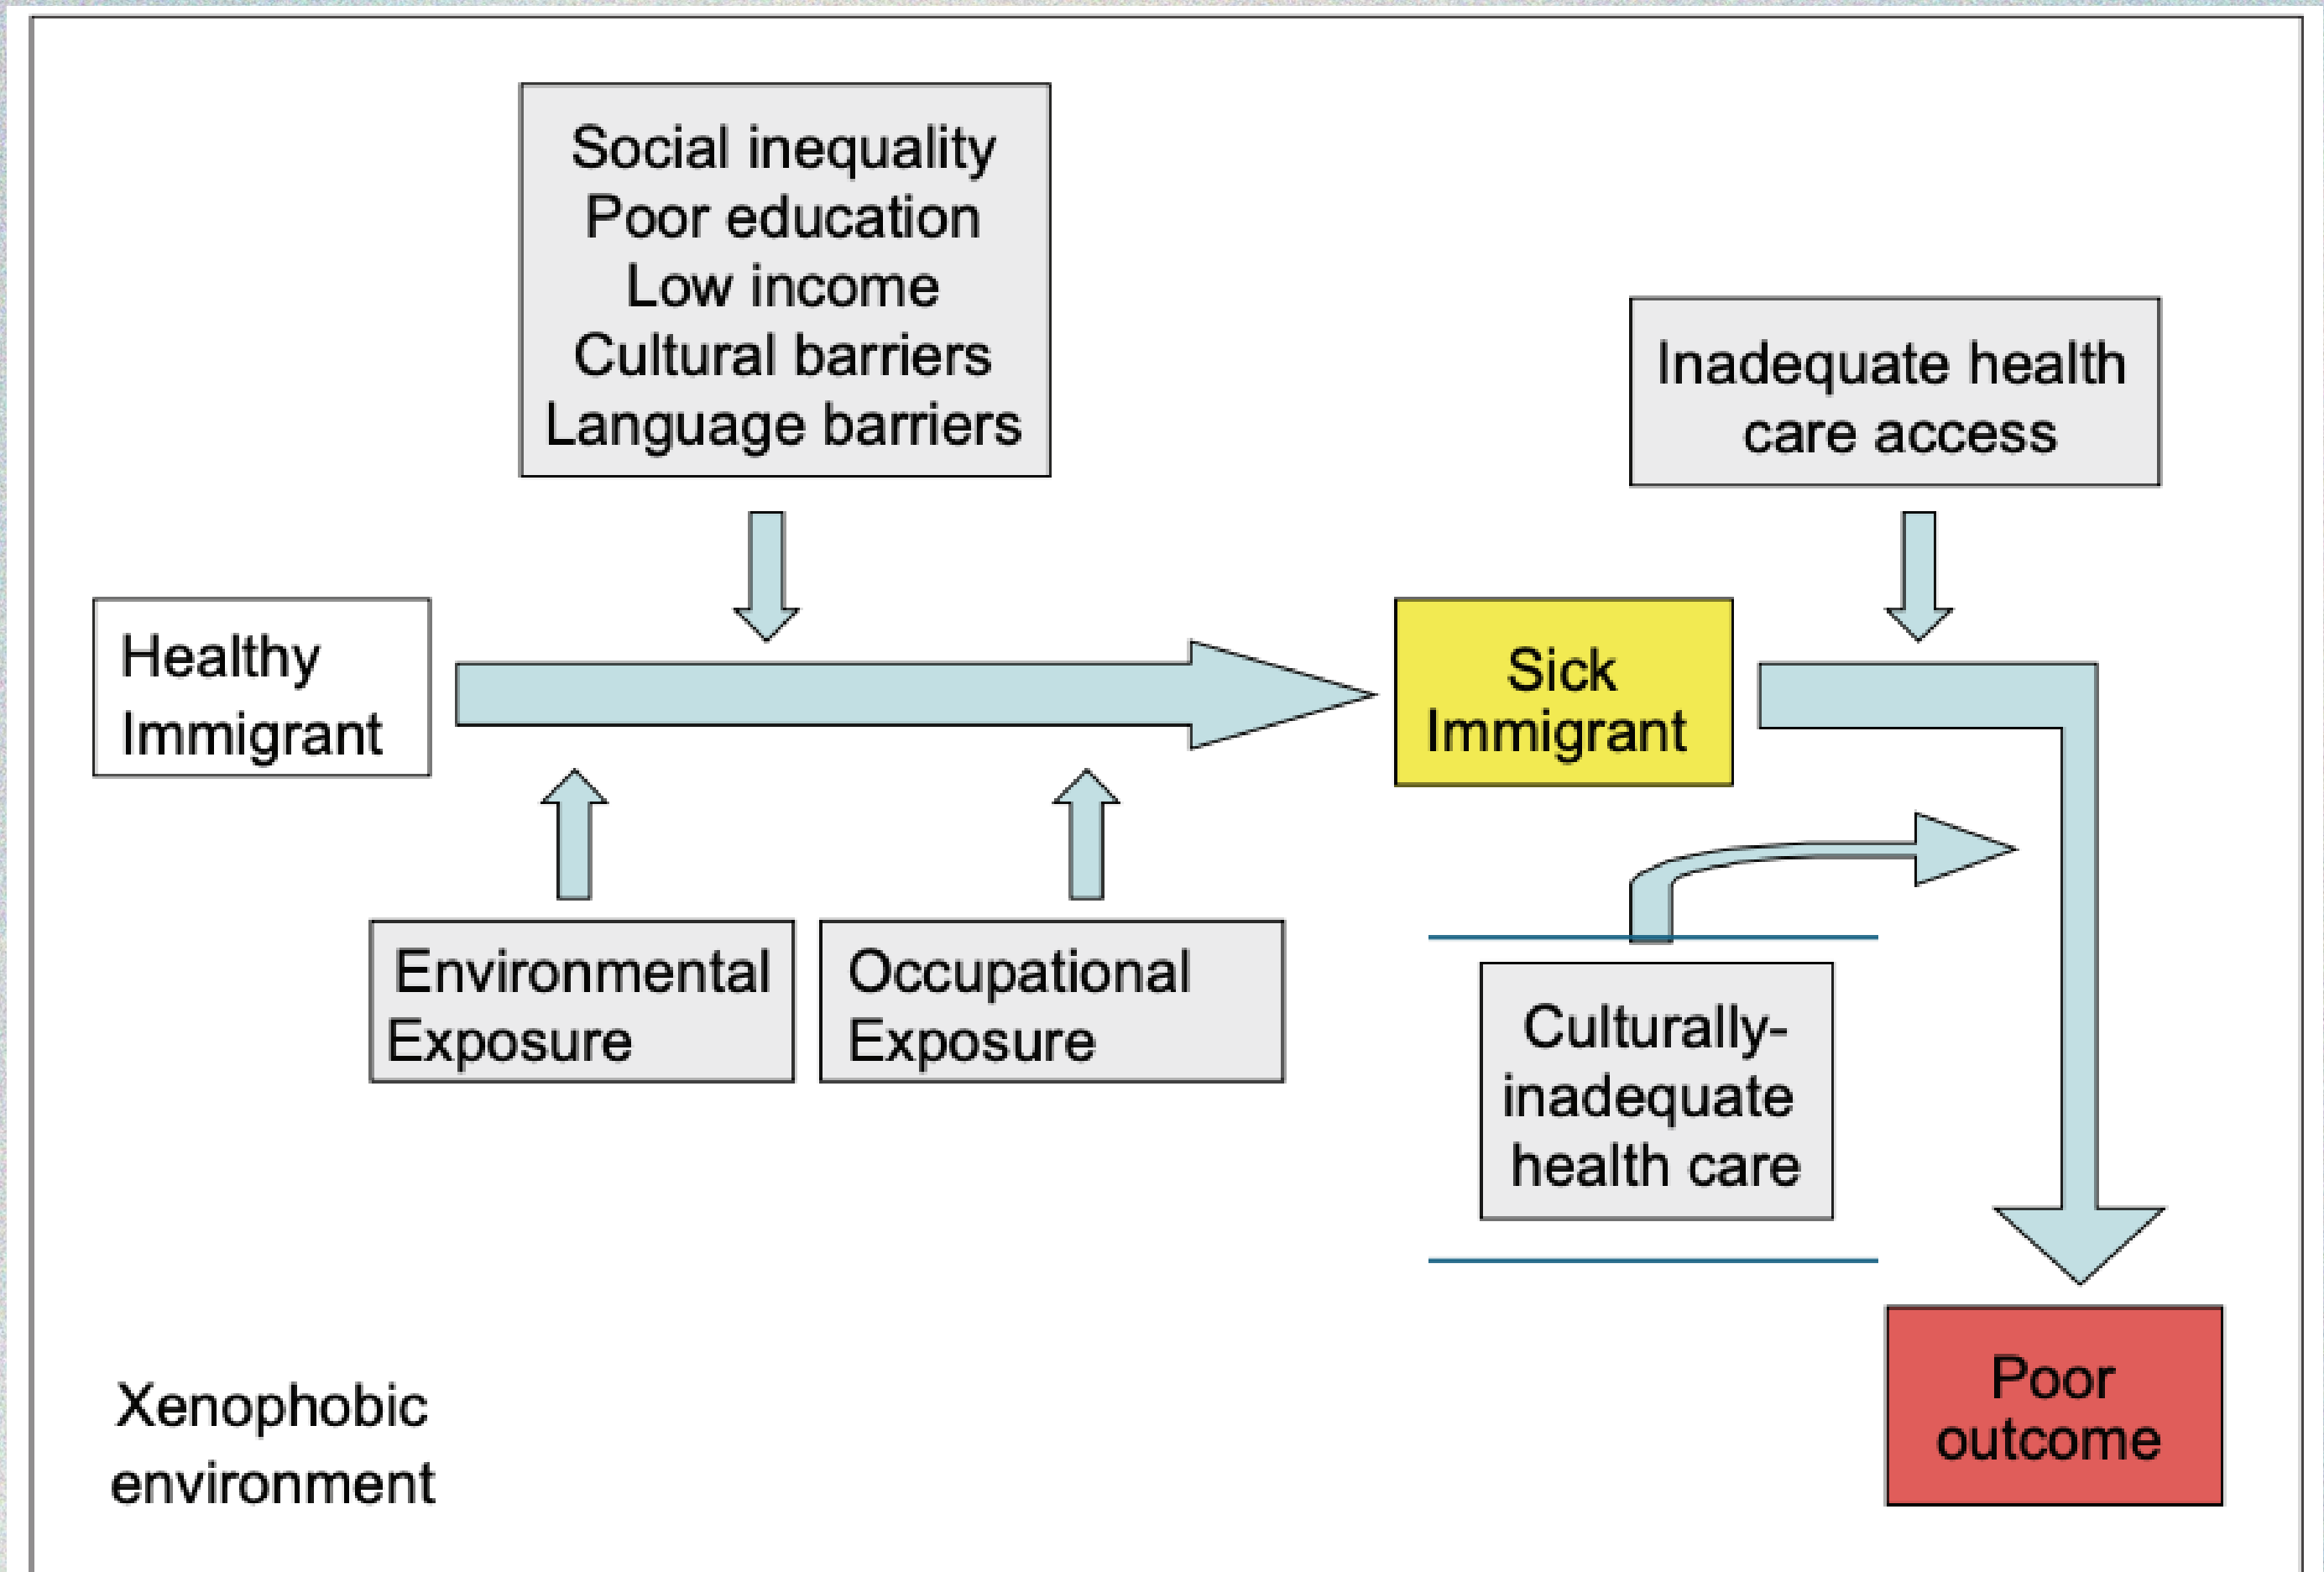 Social inequality
Poor education
Low income
Cultural barriers
Language barriers
Inadequate health
care access
Healthy
Immigrant
Sick
Immigrant
Environmental
Exposure
Occupational
Exposure
Culturally-
inadequate
health care
Poor
outcome
Xenophobic
environment